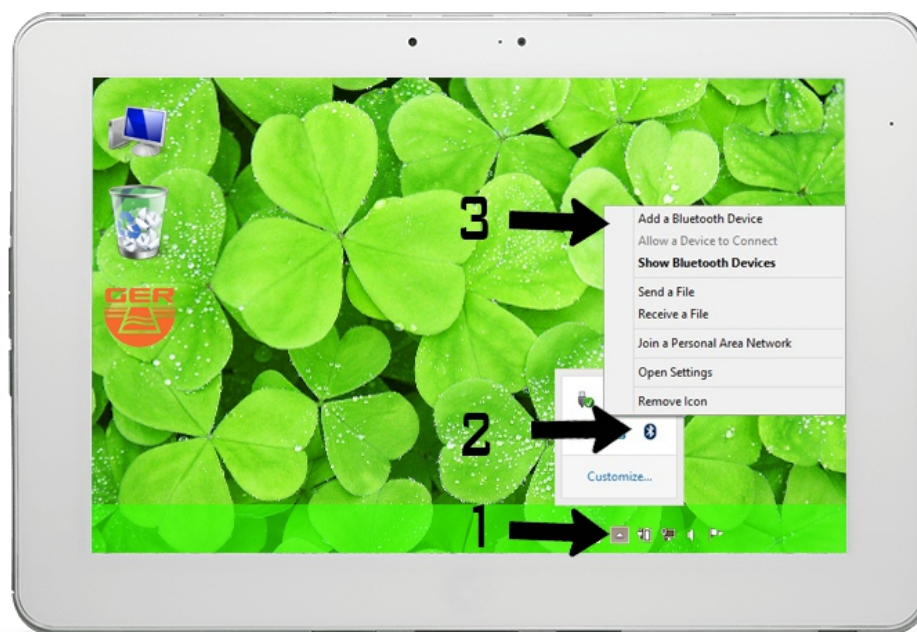 GER
3
Add a Bluetooth Device
Allow a Device to Connect
Show Bluetooth Devices
Send a File
Receive a File
Join a Personal Area Network
Open Settings
Remove Icon
2
Customize...
1